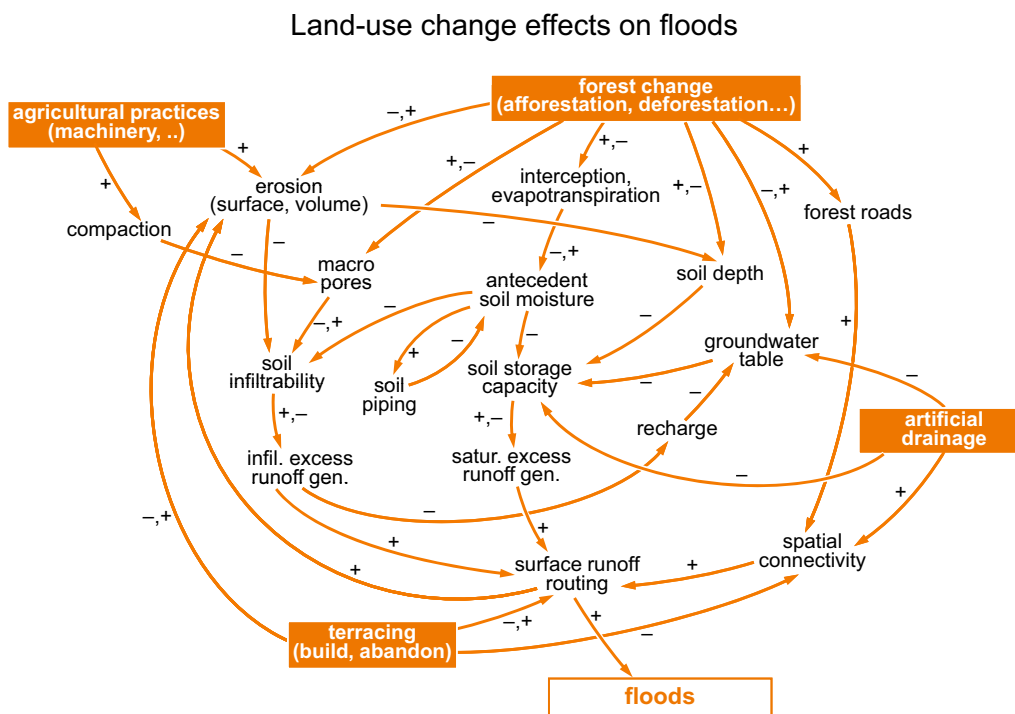 Land-use change effects on floods
forest change
(afforestation, deforestation…)
agricultural practices
(machinery, ..)
–,+
+
+
+,–
+,–
+
+,–
–,+
erosion
(surface, volume)
interception,
evapotranspiration
forest roads
compaction
–
–
–
–,+
macro
pores
soil depth
antecedent
soil moisture
–
–,+
–
+
–
–
+
soil
infiltrability
soil
piping
soil storage
capacity
groundwater
table
–
–
–
+,–
+,–
recharge
artificial
drainage
infil. excess
runoff gen.
satur. excess
runoff gen.
–
+
–
–,+
+
+
spatial
connectivity
surface runoff
routing
+
+
–,+
+
–
terracing
(build, abandon)
floods